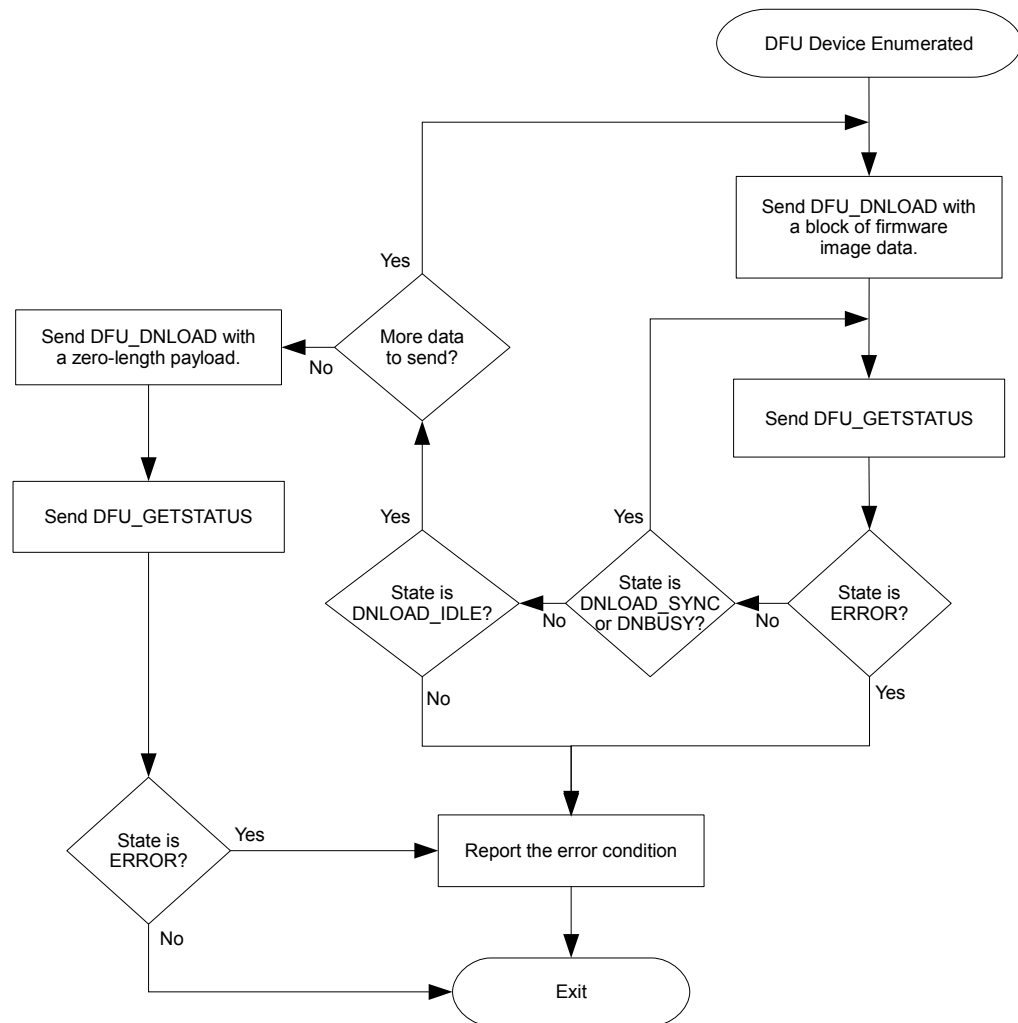 DFU Device Enumerated
Send DFU_DNLOAD with
a block of firmware
image data.
Yes
More data
to send?
No
Send DFU_DNLOAD with
a zero-length payload.
Send DFU_GETSTATUS
Send DFU_GETSTATUS
Yes
Yes
State is
DNLOAD_IDLE?
No
State is
DNLOAD_SYNC
or DNBUSY?
No
State is
ERROR?
No
Yes
State is
ERROR?
Yes
Report the error condition
No
Exit